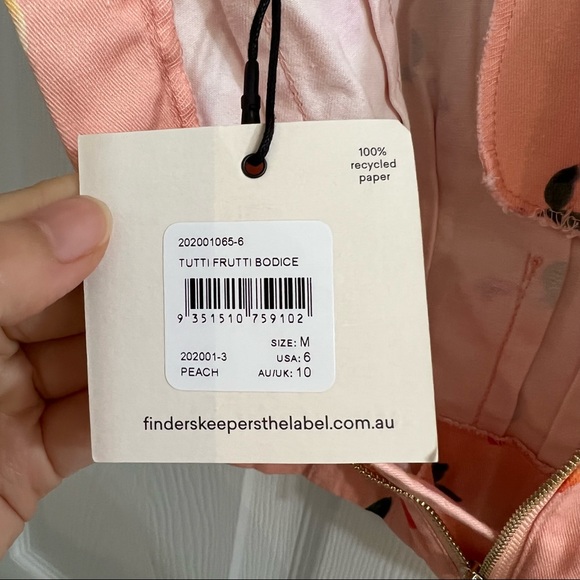 100%
recycled
paper
202001065-6
TUTTI FRUTTI BODICE
9 351510 759102
SIZE: M
202001-3 USA: 6
PEACH AU/UK: 10
finderskeepersthelabel.com.au